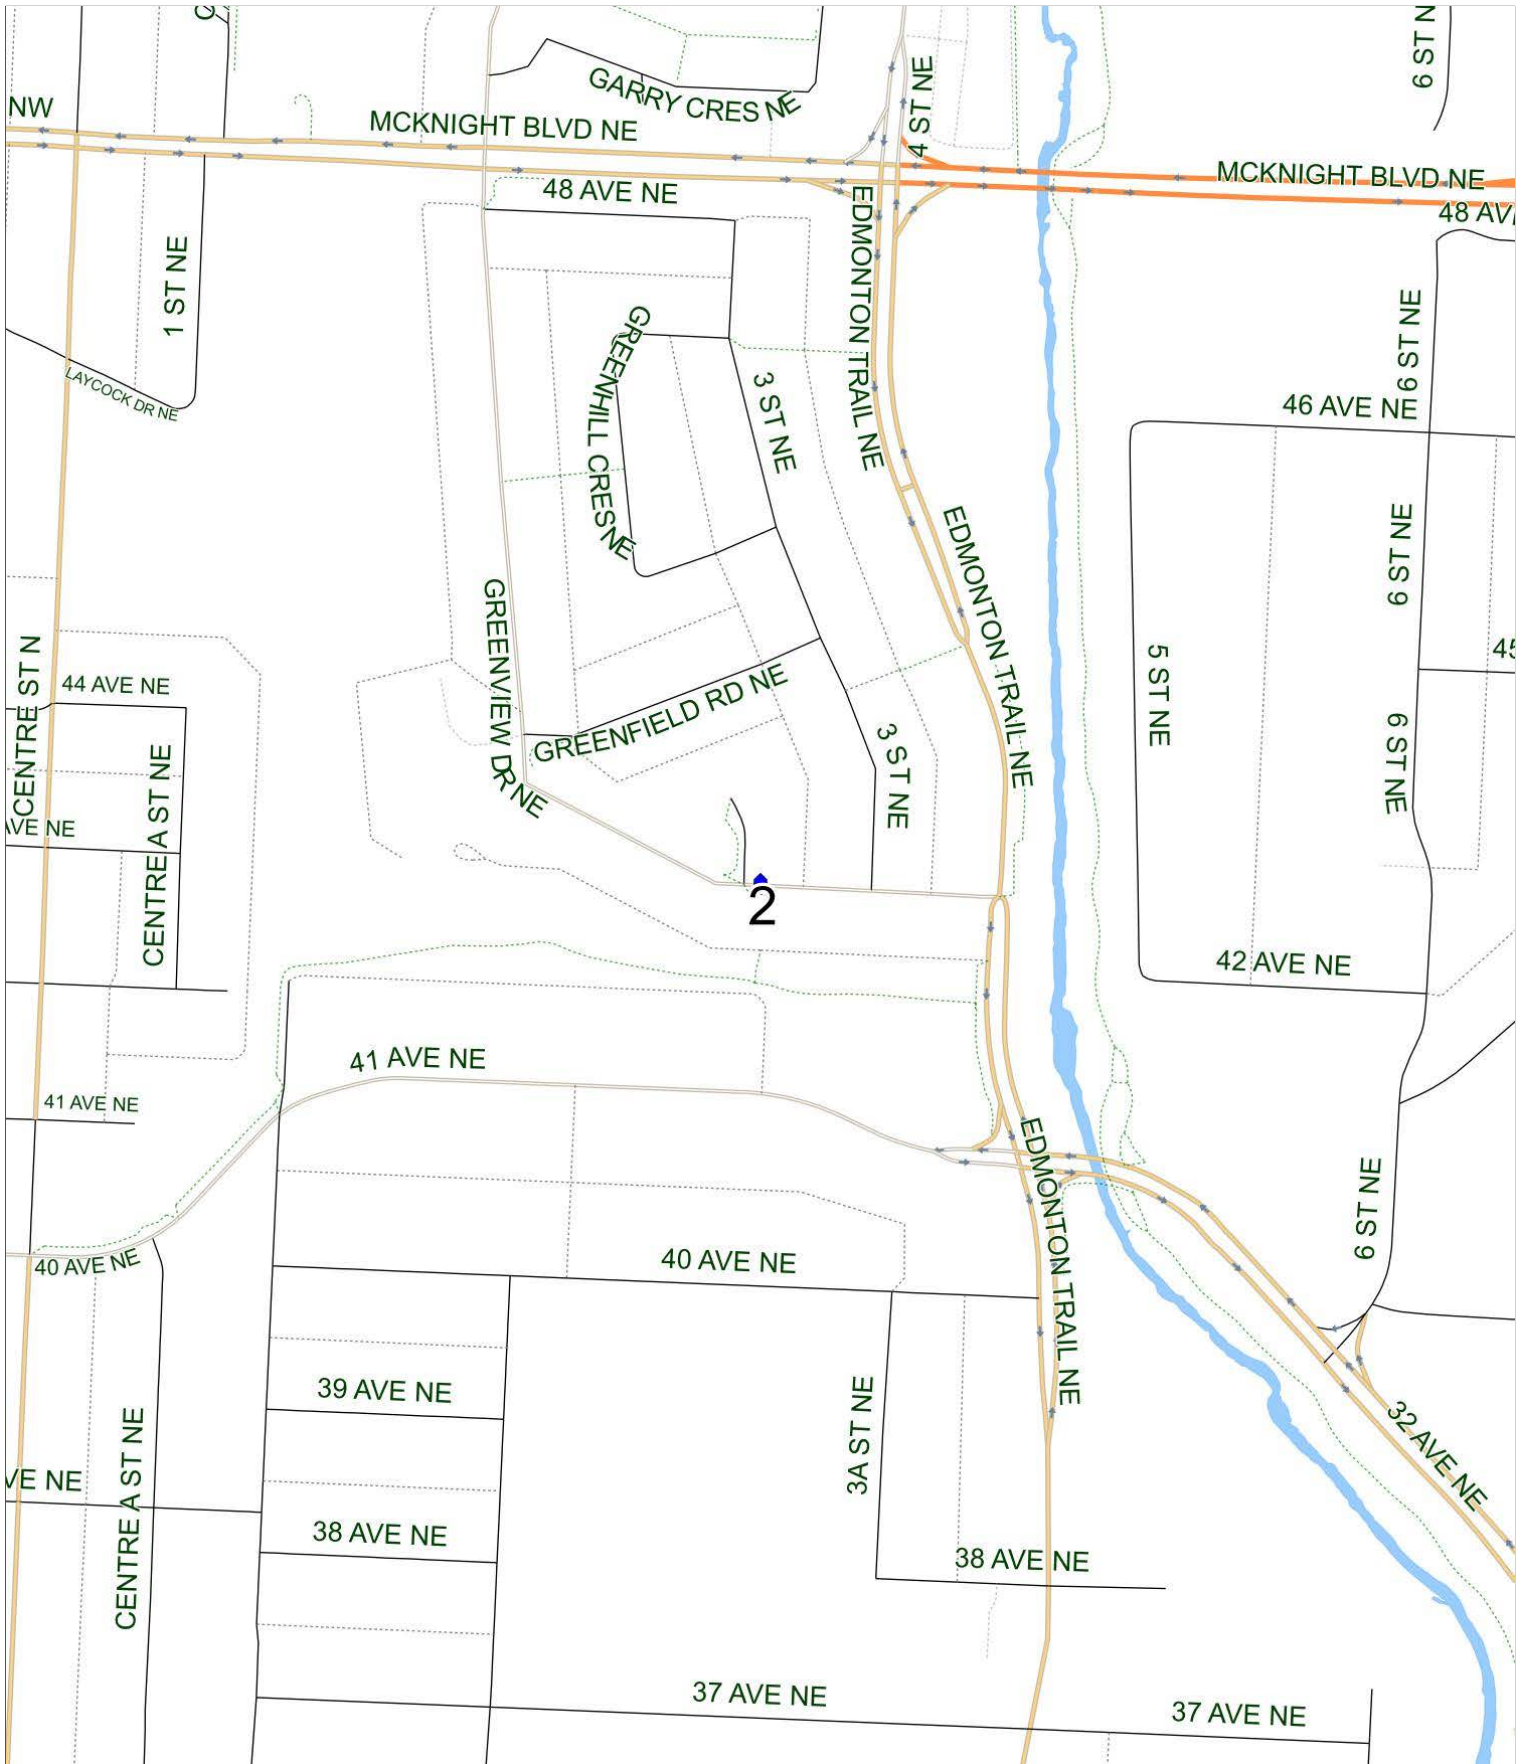 6 ST NE
NW
GARRY CRES NE
MCKNIGHT BLVD NE
4 ST NE
MCKNIGHT BLVD NE
48 AVE NE
48 AV
1 ST NE
EDMONTON TRAIL NE
6 ST NE
LAYCOCK DR NE
GREENHILL CRES NE
3 ST NE
46 AVE NE
EDMONTON TRAIL NE
6 ST NE
GREENVIEW DR NE
CENTRE ST N
44 AVE NE
5 ST NE
45
GREENFIELD RD NE
3 ST NE
6 ST NE
CENTRE A ST NE
AVE NE
2
42 AVE NE
41 AVE NE
41 AVE NE
EDMONTON TRAIL NE
6 ST NE
40 AVE NE
40 AVE NE
39 AVE NE
3A ST NE
32 AVE NE
CENTRE A ST NE
VE NE
38 AVE NE
38 AVE NE
37 AVE NE
37 AVE NE